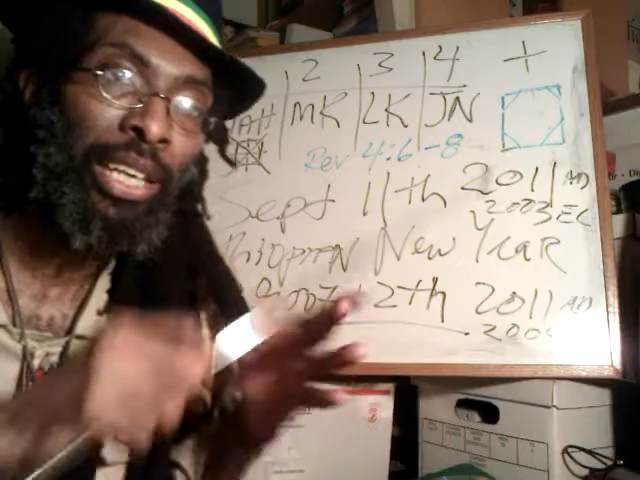 2 3 4 +
MK LK JN
Rev 4:6-8
Sept 11th 2011 AD
2003 EC
New Year
12th 2011 AD